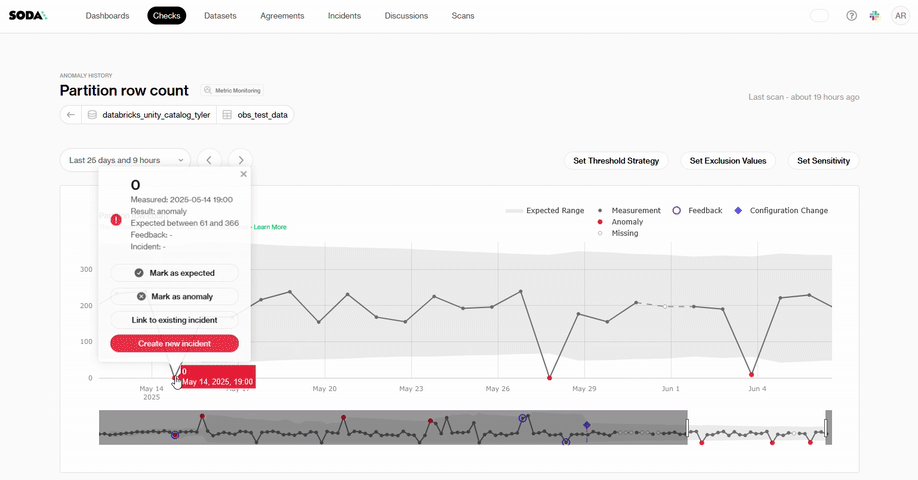 SODA
Dashboards
Checks
Datasets
Agreements
Incidents
Discussions
Scans
AR
ANOMALY HISTORY
Partition row count
Metric Monitoring
Last scan - about 19 hours ago
databricks_unity_catalog_tyler
obs_test_data
Last 25 days and 9 hours
Set Threshold Strategy
Set Exclusion Values
Set Sensitivity
0
Measured: 2025-05-14 19:00
Result: anomaly
Expected between 61 and 366
Feedback: -
Incident: -
Mark as expected
Mark as anomaly
Link to existing incident
Create new incident
Learn More
Expected Range
Measurement
Feedback
Configuration Change
Anomaly
Missing
300
200
100
0
0
May 14, 2025, 19:00
May 14
2025
May 20
May 23
May 26
May 29
Jun 1
Jun 4